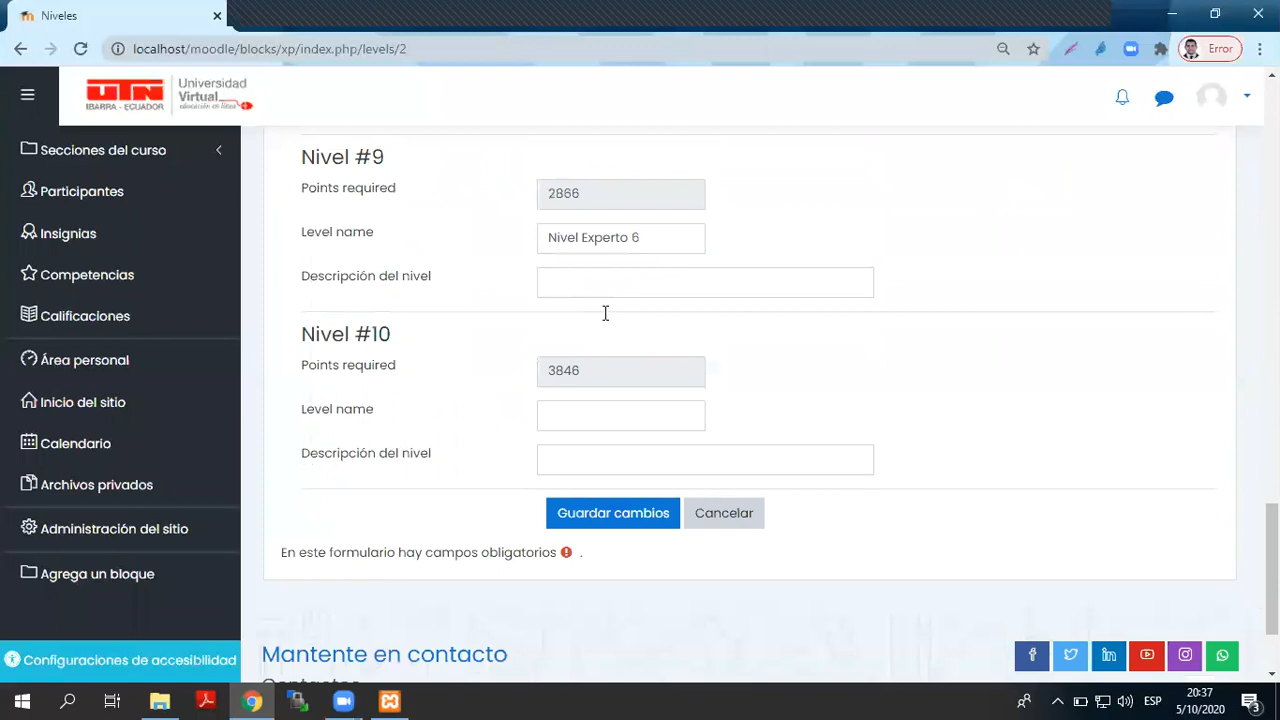 Niveles
localhost/moodle/blocks/xp/index.php/levels/2
Error
UTN
IBARRA - ECUADOR
Universidad
Virtual
educación en línea
Secciones del curso
Participantes
Insignias
Competencias
Calificaciones
Área personal
Inicio del sitio
Calendario
Archivos privados
Administración del sitio
Agrega un bloque
Configuraciones de accesibilidad
Nivel #9
Points required
2866
Level name
Nivel Experto 6
Descripción del nivel
Nivel #10
Points required
3846
Level name
Descripción del nivel
Guardar cambios
Cancelar
En este formulario hay campos obligatorios .
Mantente en contacto
Contactos
ESP
20:37
5/10/2020
3